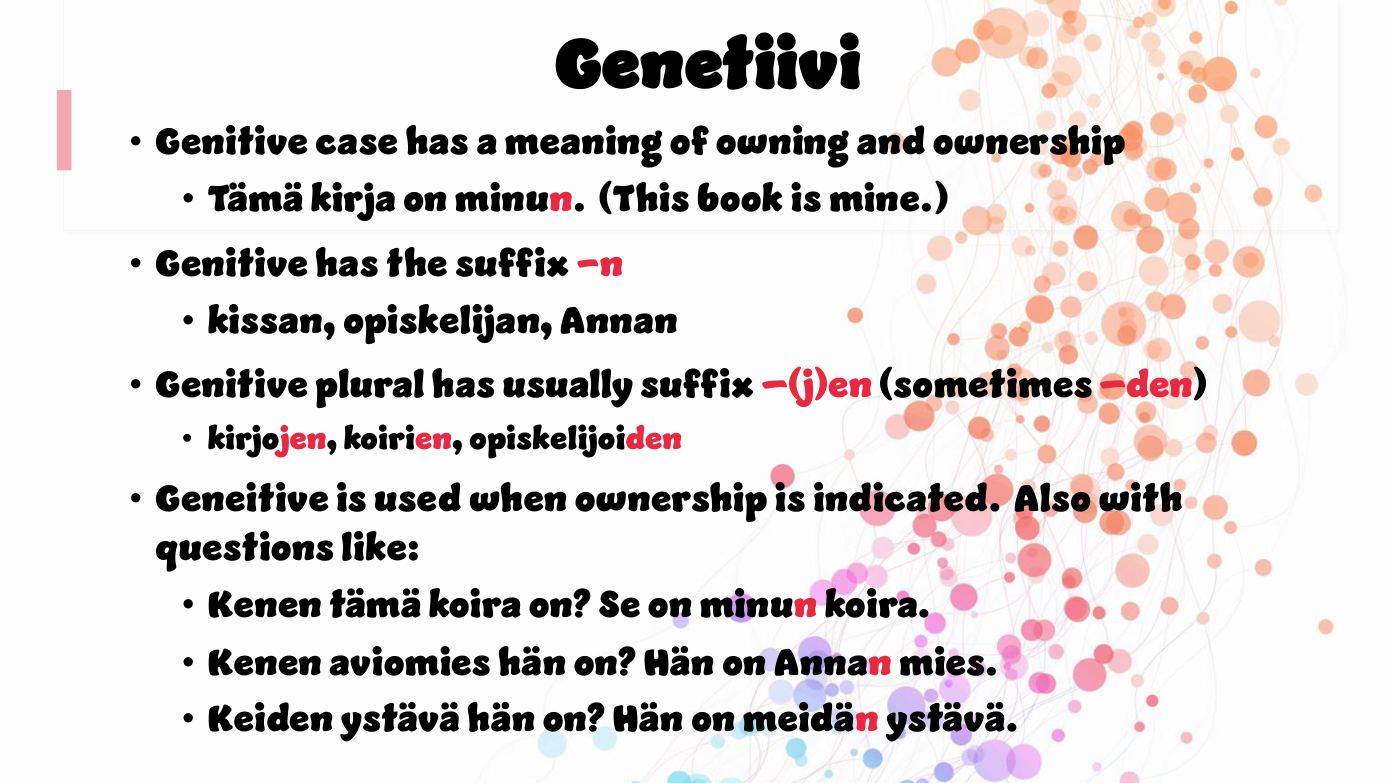 Genetiivi
• Genitive case has a meaning of owning and ownership
• Tämä kirja on minun. (This book is mine.)
• Genitive has the suffix –n
• kissan, opiskelijan, Annan
• Genitive plural has usually suffix –(j)en (sometimes –den)
• kirjojen, koirien, opiskelijoiden
• Geneitive is used when ownership is indicated. Also with
questions like:
• Kenen tämä koira on? Se on minun koira.
• Kenen aviomies hän on? Hän on Annan mies.
• Keiden ystävä hän on? Hän on meidän ystävä.